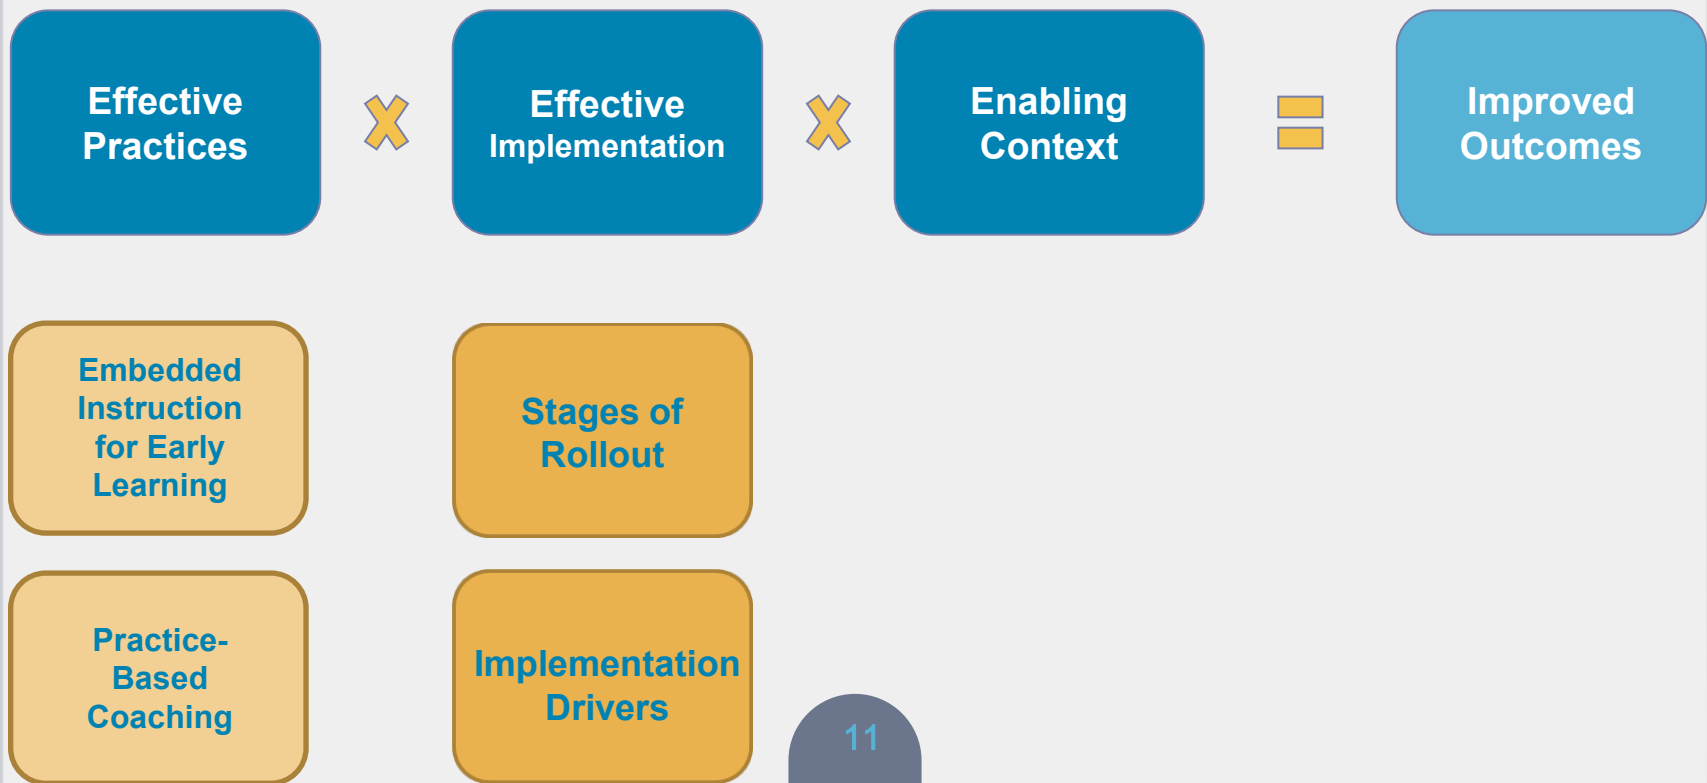 Effective
Practices
Effective
Implementation
Enabling
Context
Improved
Outcomes
Embedded
Instruction
for Early
Learning
Stages of
Rollout
Practice-
Based
Coaching
Implementation
Drivers
11